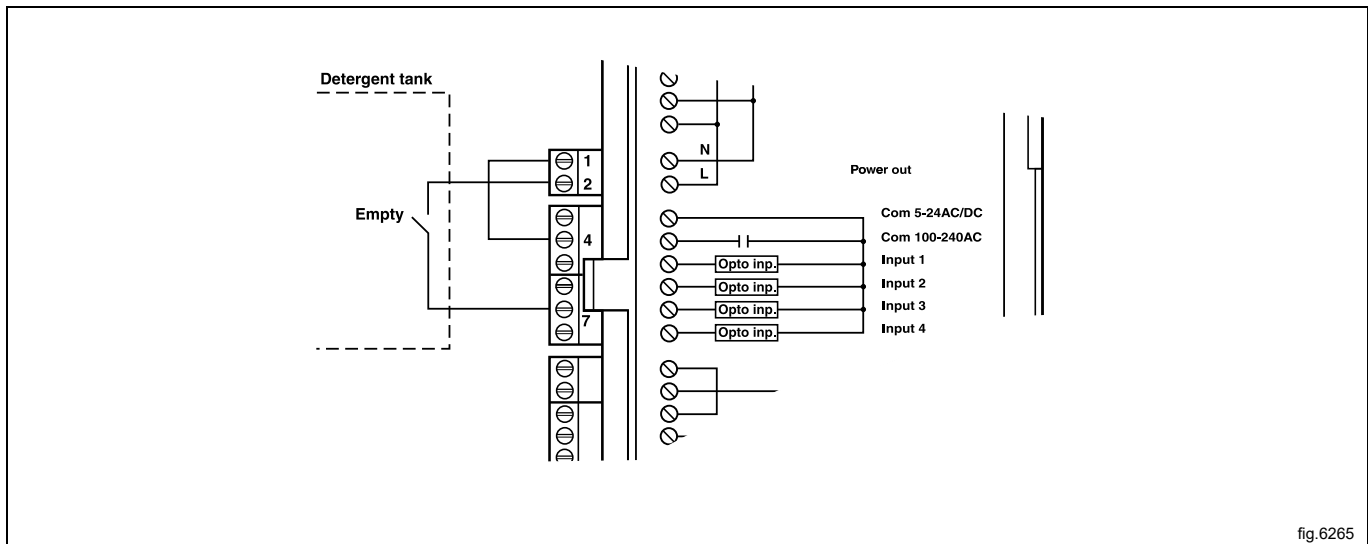 Detergent tank
Empty
1
2
4
7
N
L
Power out
Com 5-24AC/DC
Com 100-240AC
Opto inp. Input 1
Opto inp. Input 2
Opto inp. Input 3
Opto inp. Input 4
fig.6265